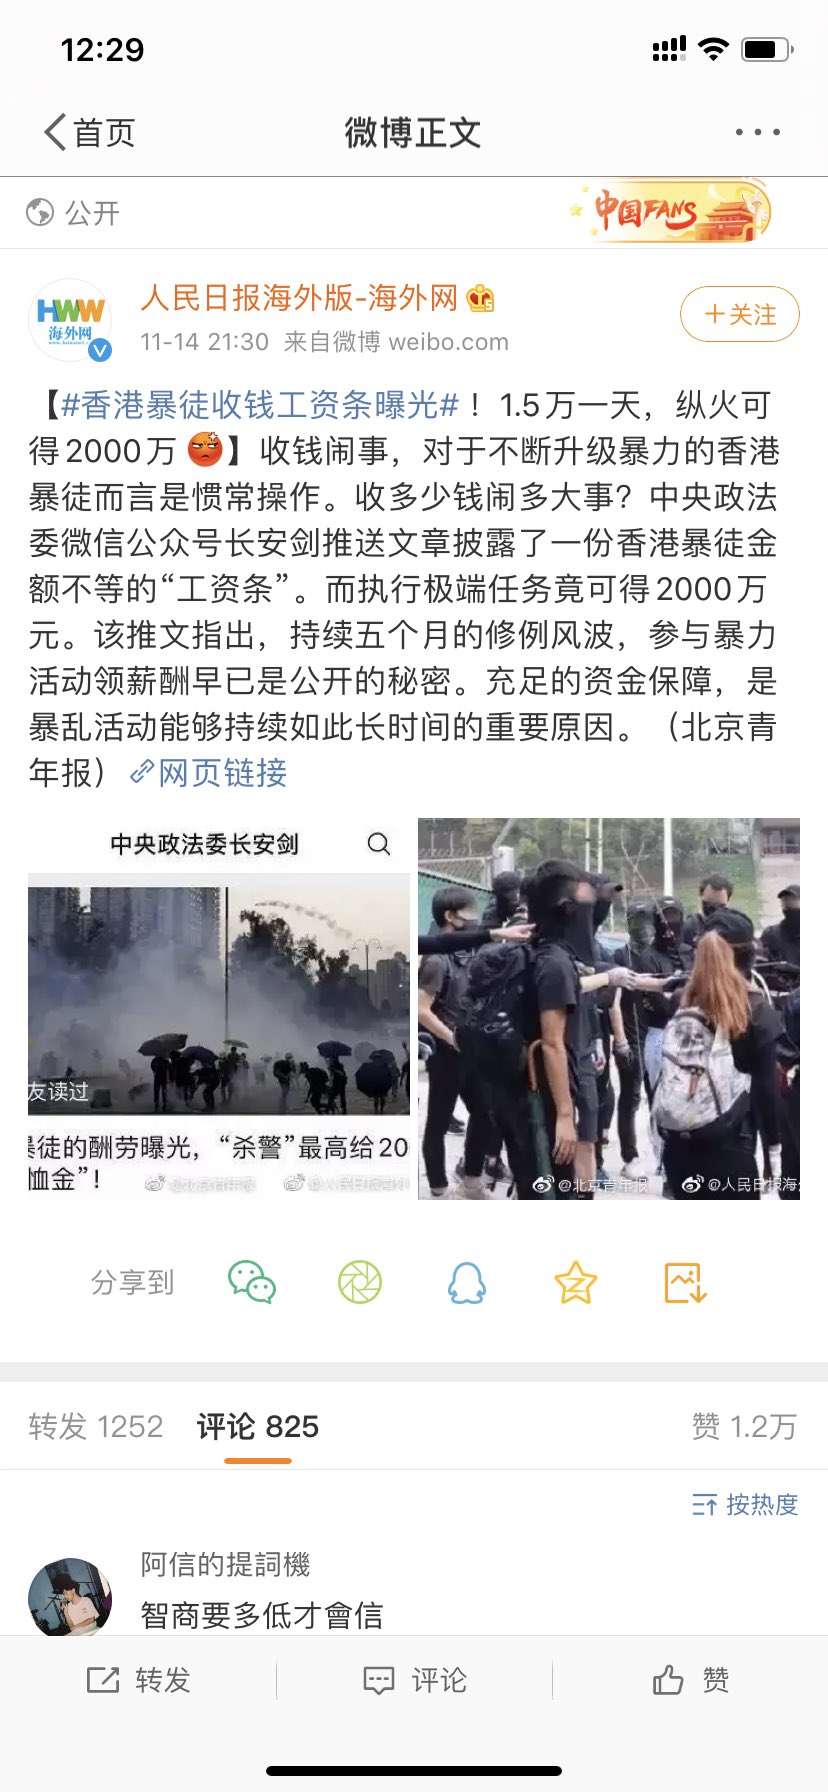 12:29
首页
微博正文
公开
中国FANS
HWW
海外网
人民日报海外版-海外网
11-14 21:30 来自微博 weibo.com
+关注
【#香港暴徒收钱工资条曝光#！1.5万一天，纵火可
得2000万 】收钱闹事，对于不断升级暴力的香港
暴徒而言是惯常操作。收多少钱闹多大事？中央政法
委微信公众号长安剑推送文章披露了一份香港暴徒金
额不等的“工资条”。而执行极端任务竟可得2000万
元。该推文指出，持续五个月的修例风波，参与暴力
活动领薪酬早已是公开的秘密。充足的资金保障，是
暴乱活动能够持续如此长时间的重要原因。（北京青
年报）网页链接
中央政法委长安剑
友读过
暴徒的酬劳曝光，“杀警”最高给20
恤金”！
@北京青年报 @人民日报海外
@北京青年报 @人民日报海外
分享到
转发 1252 评论 825 赞 1.2万
按热度
阿信的提詞機
智商要多低才會信
转发 评论 赞